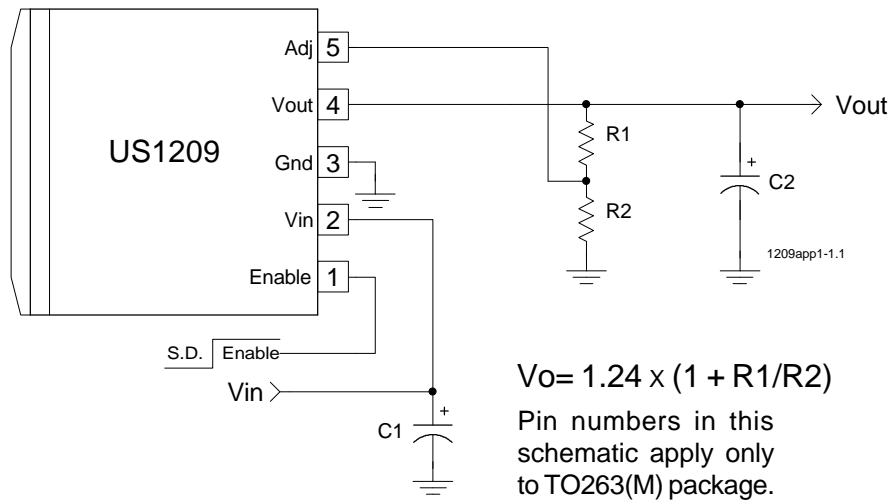 Adj 5
Vout 4
Vout
R1
US1209
Gnd 3
C2
+
Vin 2
R2
1209app1-1.1
Enable 1
S.D. Enable
Vin
C1
+
Vo= 1.24 x (1 + R1/R2)
Pin numbers in this
schematic apply only
to TO263(M) package.